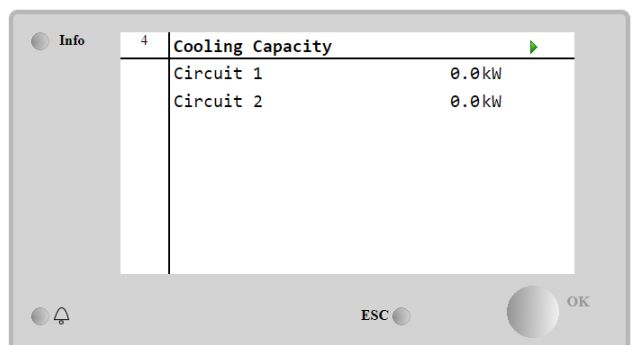 Info
4 Cooling Capacity
Circuit 1 0.0kW
Circuit 2 0.0kW
ESC
OK